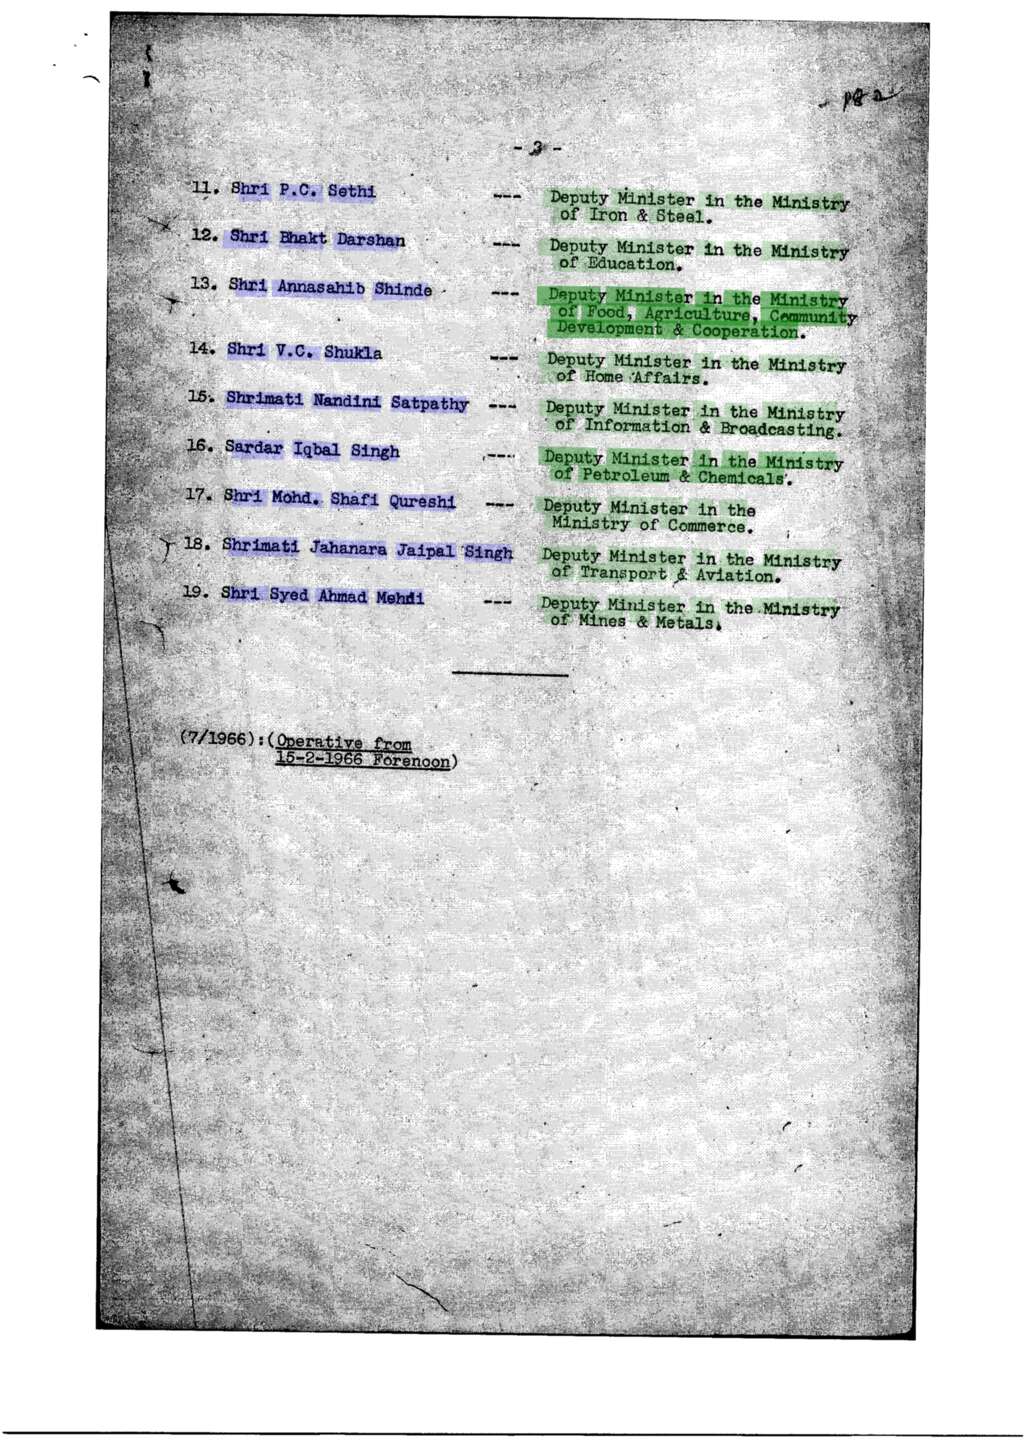 - 3 -
11. Shri P.C. Sethi --- Deputy Minister in the Ministry
of Iron & Steel.
12. Shri Bhakt Darshan --- Deputy Minister in the Ministry
of Education.
13. Shri Annasahib Shinde --- Deputy Minister in the Ministry
of Food, Agriculture, Community
Development & Cooperation.
14. Shri V.C. Shukla --- Deputy Minister in the Ministry
of Home Affairs.
15. Shrimati Nandini Satpathy --- Deputy Minister in the Ministry
of Information & Broadcasting.
16. Sardar Iqbal Singh --- Deputy Minister in the Ministry
of Petroleum & Chemicals.
17. Shri Mohd. Shafi Qureshi --- Deputy Minister in the
Ministry of Commerce.
18. Shrimati Jahanara Jaipal Singh Deputy Minister in the Ministry
of Transport & Aviation.
19. Shri Syed Ahmad Mehdi --- Deputy Minister in the Ministry
of Mines & Metals.
(7/1966):(Operative from
15-2-1966 Forenoon)